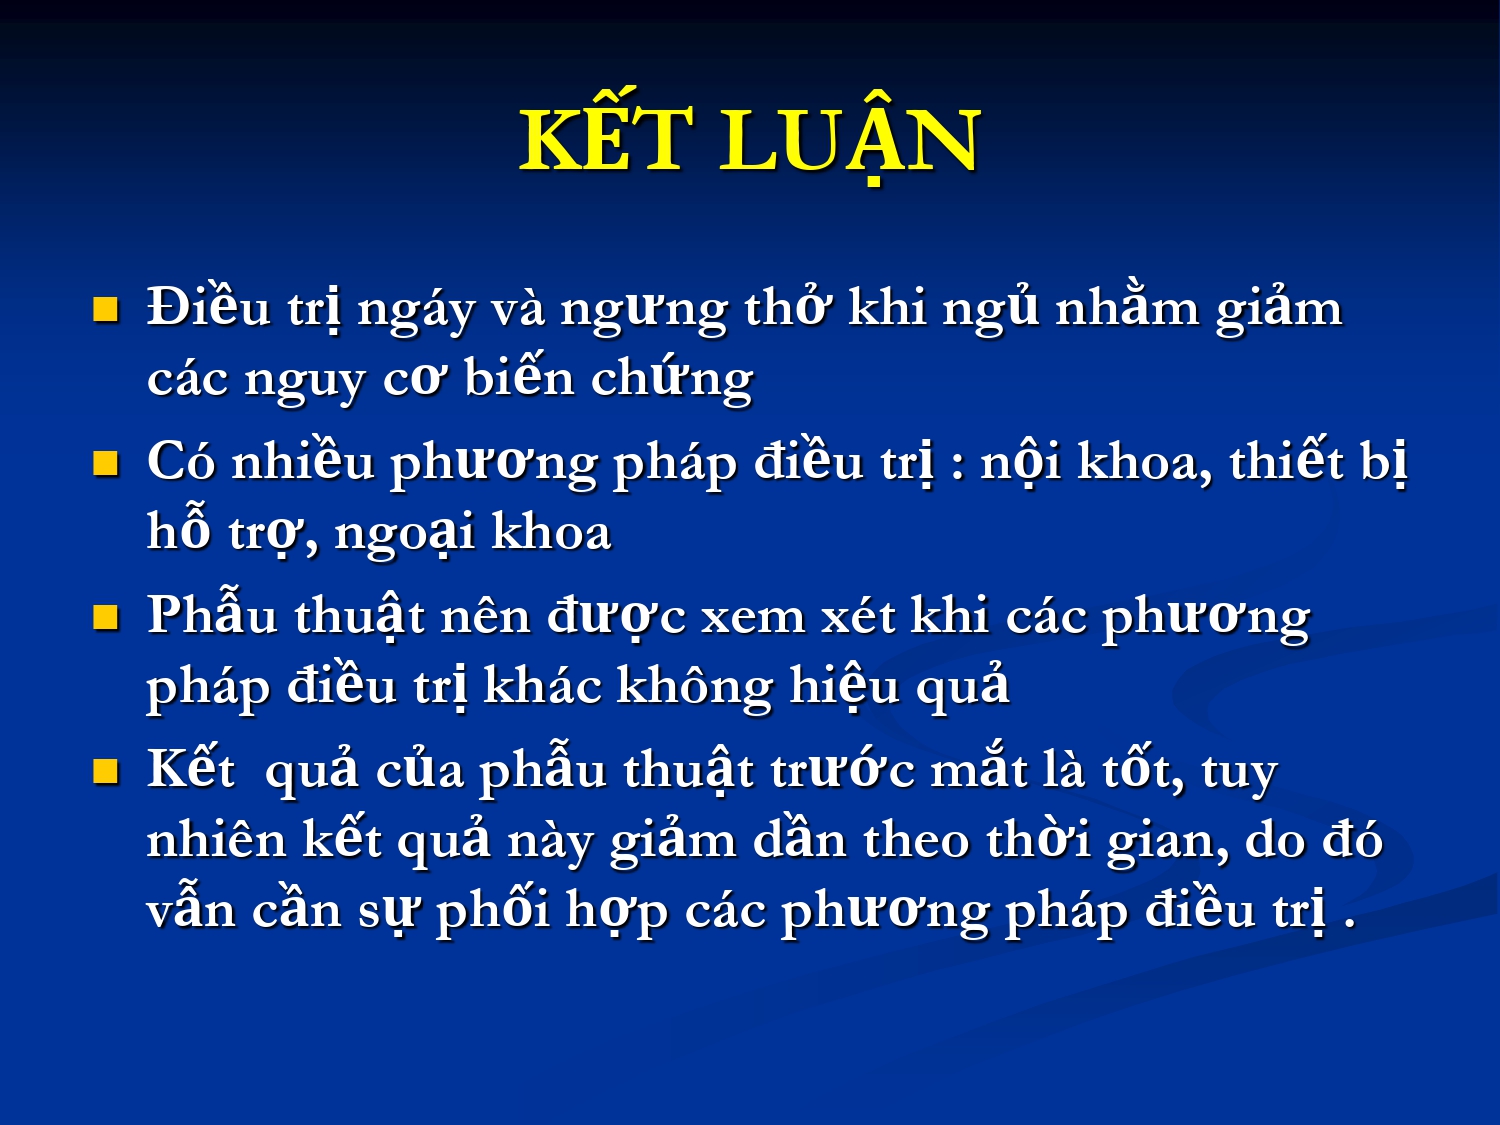 KẾT LUẬN
Điều trị ngáy và ngưng thở khi ngủ nhằm giảm
các nguy cơ biến chứng
Có nhiều phương pháp điều trị : nội khoa, thiết bị
hỗ trợ, ngoại khoa
Phẫu thuật nên được xem xét khi các phương
pháp điều trị khác không hiệu quả
Kết  quả của phẫu thuật trước mắt là tốt, tuy
nhiên kết quả này giảm dần theo thời gian, do đó
vẫn cần sự phối hợp các phương pháp điều trị .